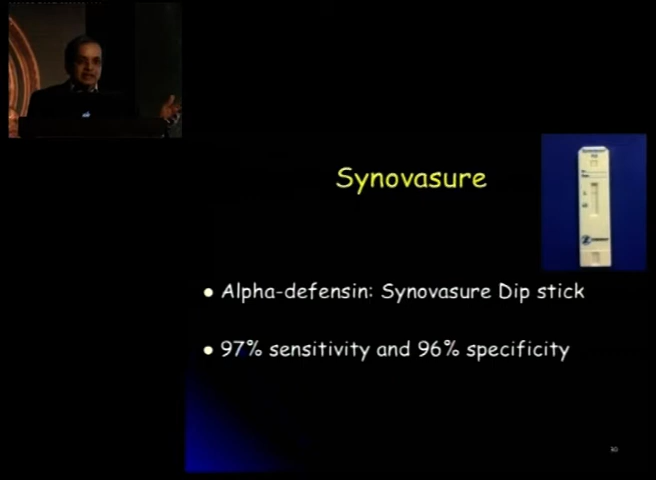 Synovasure
● Alpha-defensin: Synovasure Dip stick
● 97% sensitivity and 96% specificity